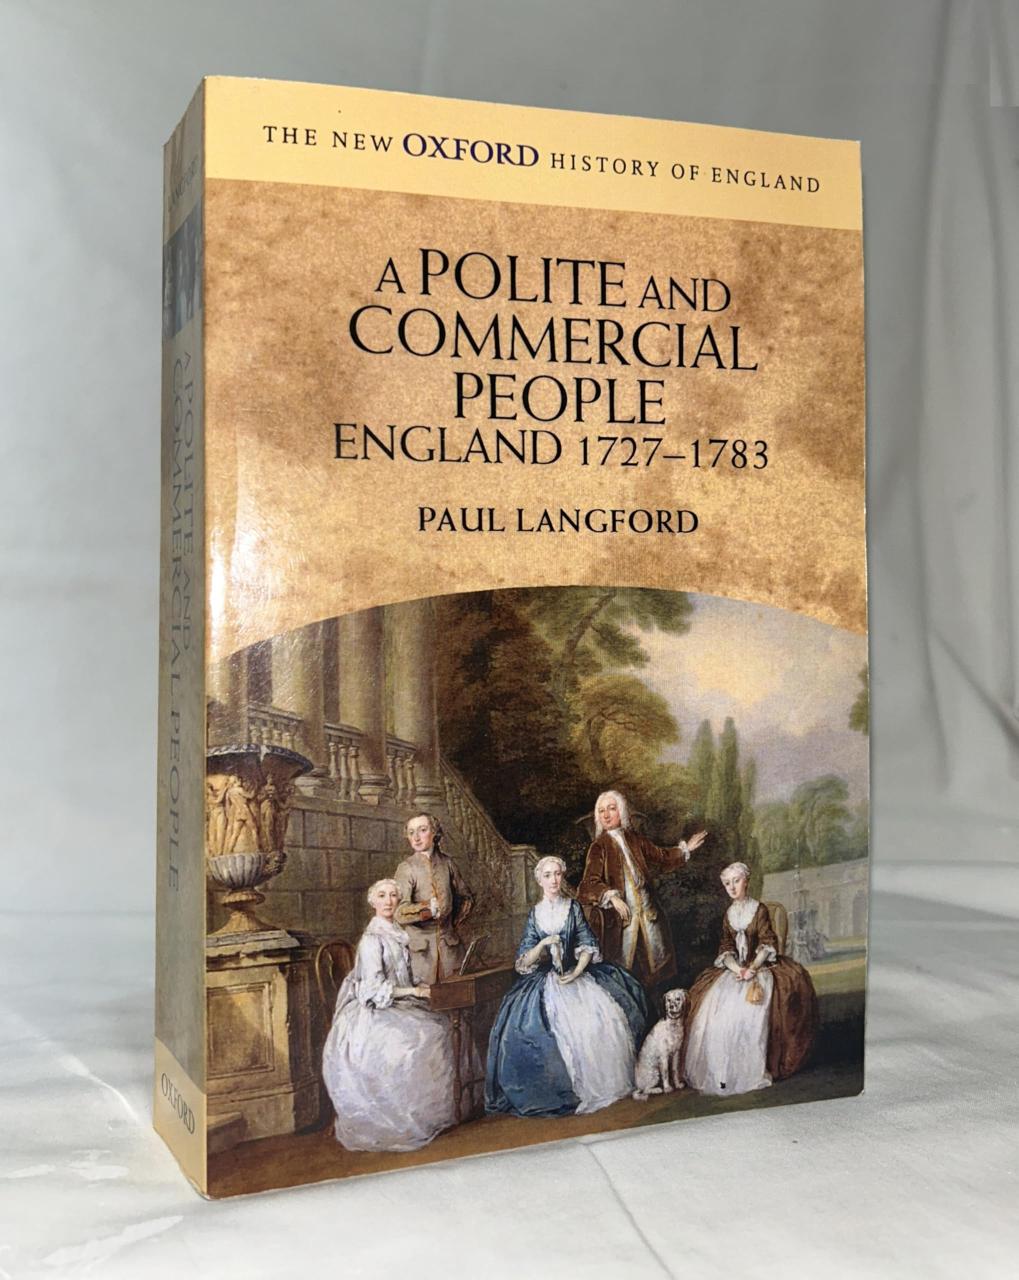 THE NEW OXFORD HISTORY OF ENGLAND
A POLITE AND
COMMERCIAL
PEOPLE
ENGLAND 1727–1783
PAUL LANGFORD
LANGFORD
A POLITE AND
COMMERCIAL PEOPLE
OXFORD